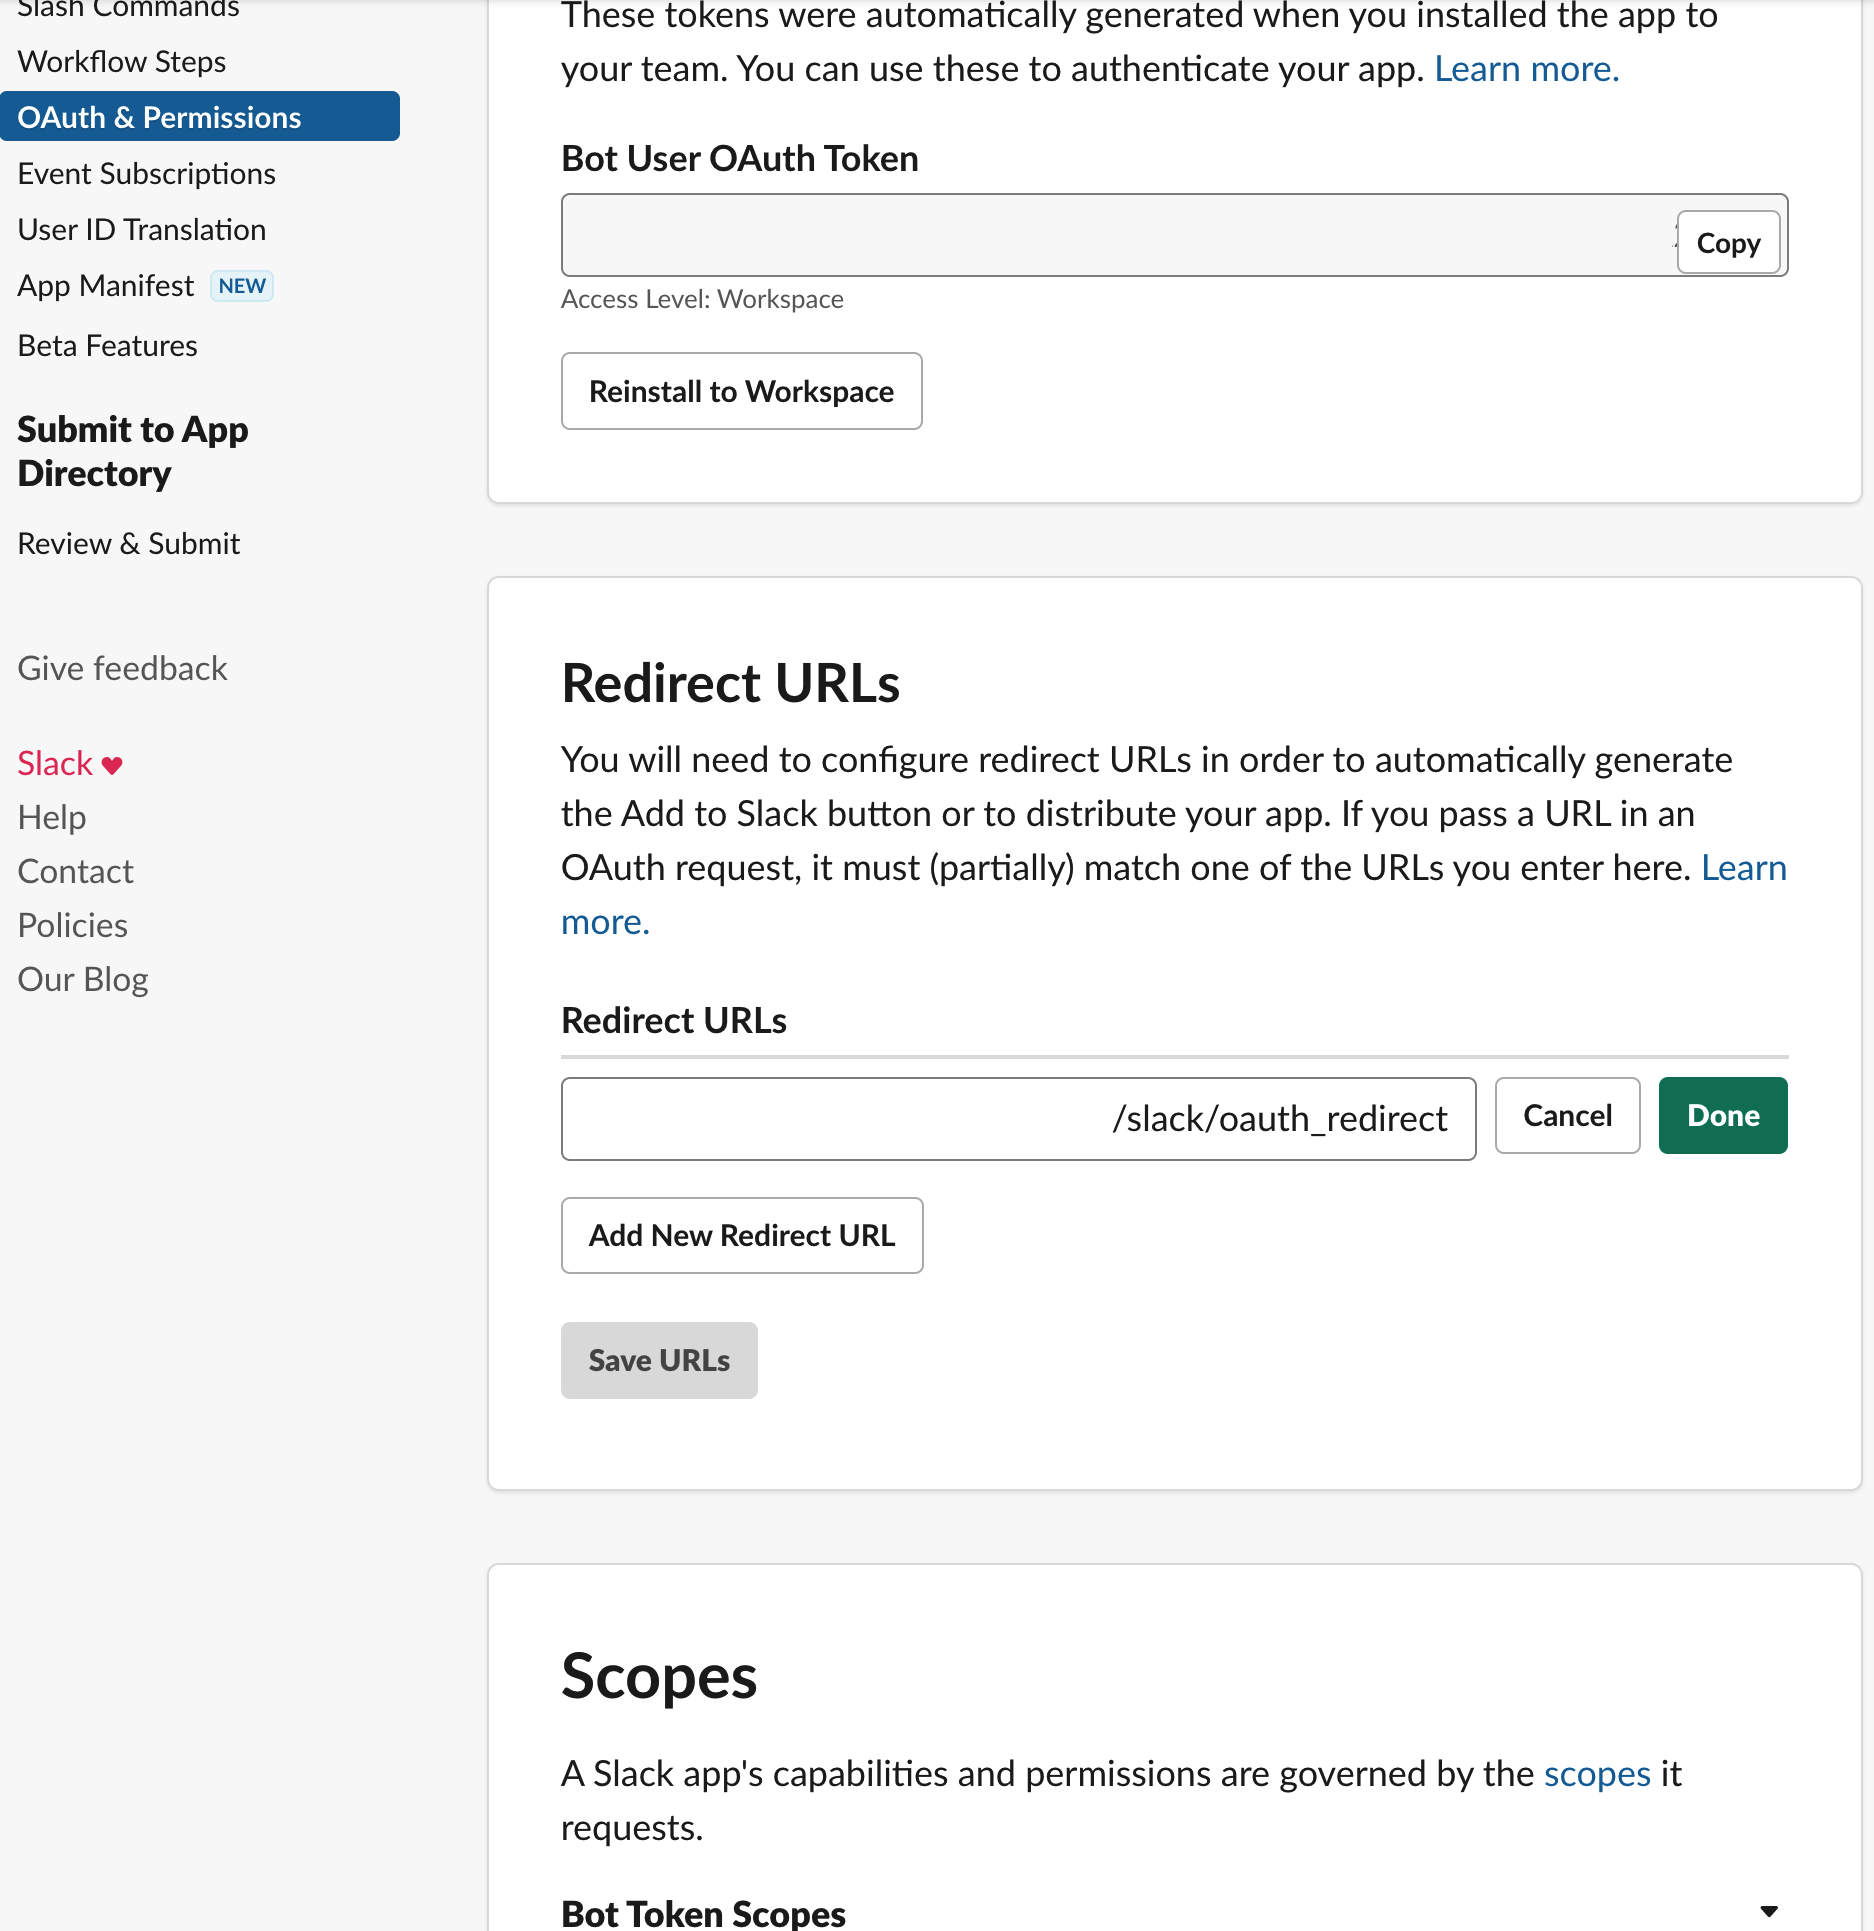 Slash Commands
Workflow Steps
OAuth & Permissions
Event Subscriptions
User ID Translation
App Manifest NEW
Beta Features
Submit to App
Directory
Review & Submit
Give feedback
Slack ♥
Help
Contact
Policies
Our Blog
These tokens were automatically generated when you installed the app to
your team. You can use these to authenticate your app. Learn more.
Bot User OAuth Token
Copy
Access Level: Workspace
Reinstall to Workspace
Redirect URLs
You will need to configure redirect URLs in order to automatically generate
the Add to Slack button or to distribute your app. If you pass a URL in an
OAuth request, it must (partially) match one of the URLs you enter here. Learn
more.
Redirect URLs
/slack/oauth_redirect Cancel Done
Add New Redirect URL
Save URLs
Scopes
A Slack app's capabilities and permissions are governed by the scopes it
requests.
Bot Token Scopes